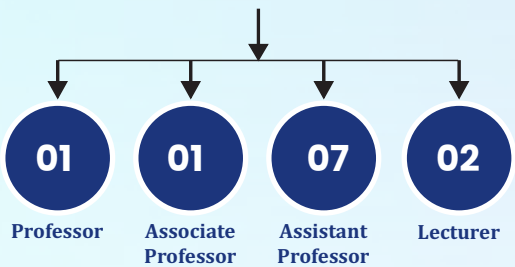 01 01 07 02
Professor Associate Assistant Lecturer
Professor Professor